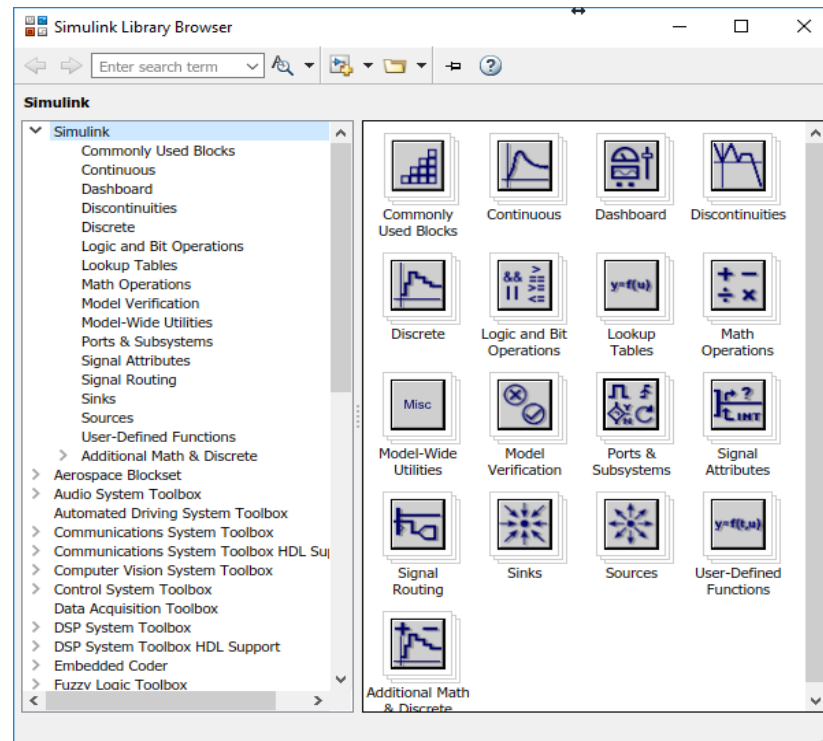 Simulink Library Browser
Enter search term
Simulink
Simulink
Commonly Used Blocks
Continuous
Dashboard
Discontinuities
Discrete
Logic and Bit Operations
Lookup Tables
Math Operations
Model Verification
Model-Wide Utilities
Ports & Subsystems
Signal Attributes
Signal Routing
Sinks
Sources
User-Defined Functions
Additional Math & Discrete
Aerospace Blockset
Audio System Toolbox
Automated Driving System Toolbox
Communications System Toolbox
Communications System Toolbox HDL Su
Computer Vision System Toolbox
Control System Toolbox
Data Acquisition Toolbox
DSP System Toolbox
DSP System Toolbox HDL Support
Embedded Coder
Fuzzy Logic Toolbox
Commonly
Used Blocks
Continuous
Dashboard
Discontinuities
&& >
|| ==
<=
y=f(u)
+ −
÷ ×
Discrete
Logic and Bit
Operations
Lookup
Tables
Math
Operations
Misc
?
INT
Model-Wide
Utilities
Model
Verification
Ports &
Subsystems
Signal
Attributes
y=f(t,u)
Signal
Routing
Sinks
Sources
User-Defined
Functions
+ −
Additional Math
& Discrete